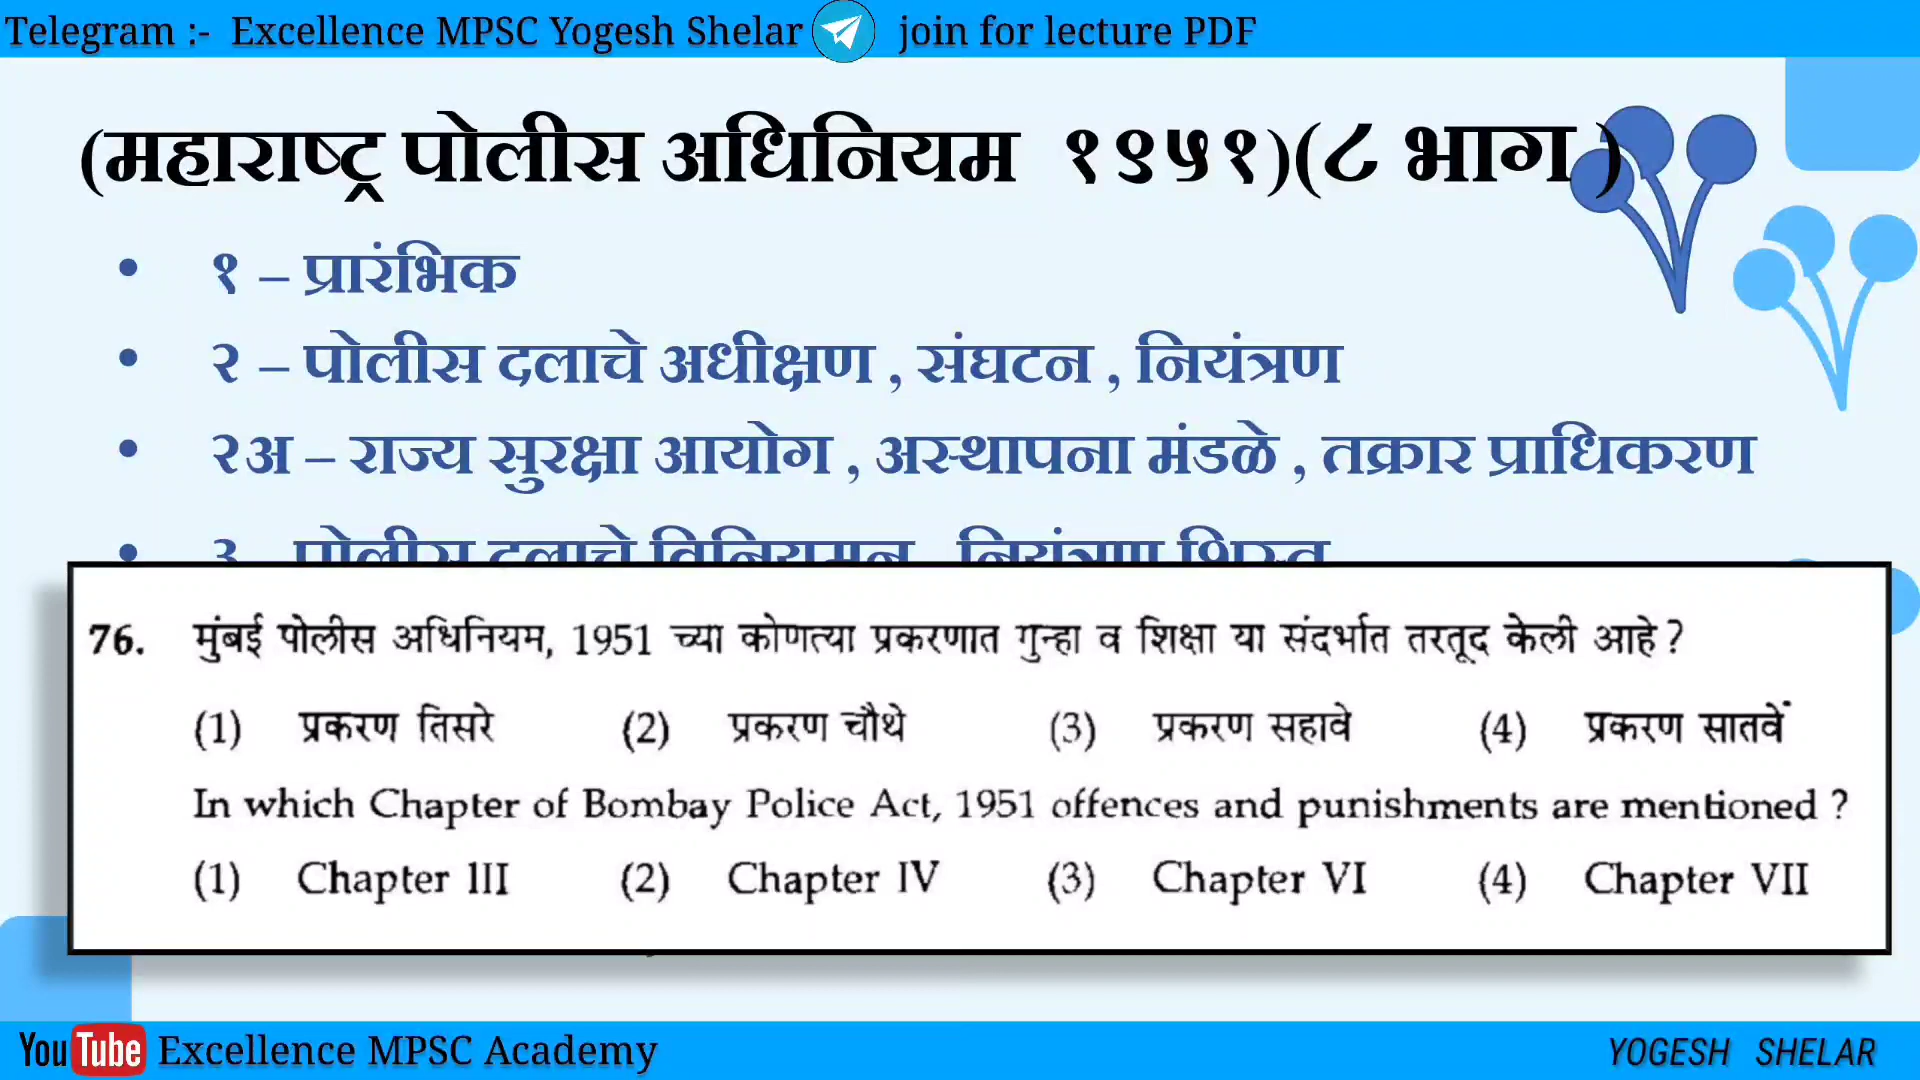 Telegram :- Excellence MPSC Yogesh Shelar join for lecture PDF
(महाराष्ट्र पोलीस अधिनियम १९५१)(८ भाग )
• १ – प्रारंभिक
• २ – पोलीस दलाचे अधीक्षण , संघटन , नियंत्रण
• २अ – राज्य सुरक्षा आयोग , अस्थापना मंडळे , तक्रार प्राधिकरण
• ३ पोलीस दलाचे विनियमन , नियंत्रण शिस्त
76. मुंबई पोलीस अधिनियम, 1951 च्या कोणत्या प्रकरणात गुन्हा व शिक्षा या संदर्भात तरतूद केली आहे ?
(1) प्रकरण तिसरे (2) प्रकरण चौथे (3) प्रकरण सहावे (4) प्रकरण सातवें
In which Chapter of Bombay Police Act, 1951 offences and punishments are mentioned ?
(1) Chapter III (2) Chapter IV (3) Chapter VI (4) Chapter VII
YouTube Excellence MPSC Academy YOGESH SHELAR